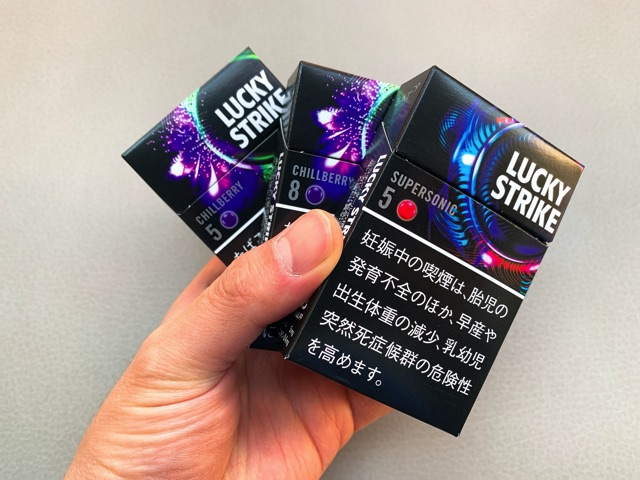 LUCKY
STRIKE
CHILLBERRY
5
LUCKY
STRIKE
CHILLBERRY
8
LUCKY
STRIKE
SUPERSONIC
5
妊娠中の喫煙は、胎児の
発育不全のほか、早産や
出生体重の減少、乳幼児
突然死症候群の危険性
を高めます。